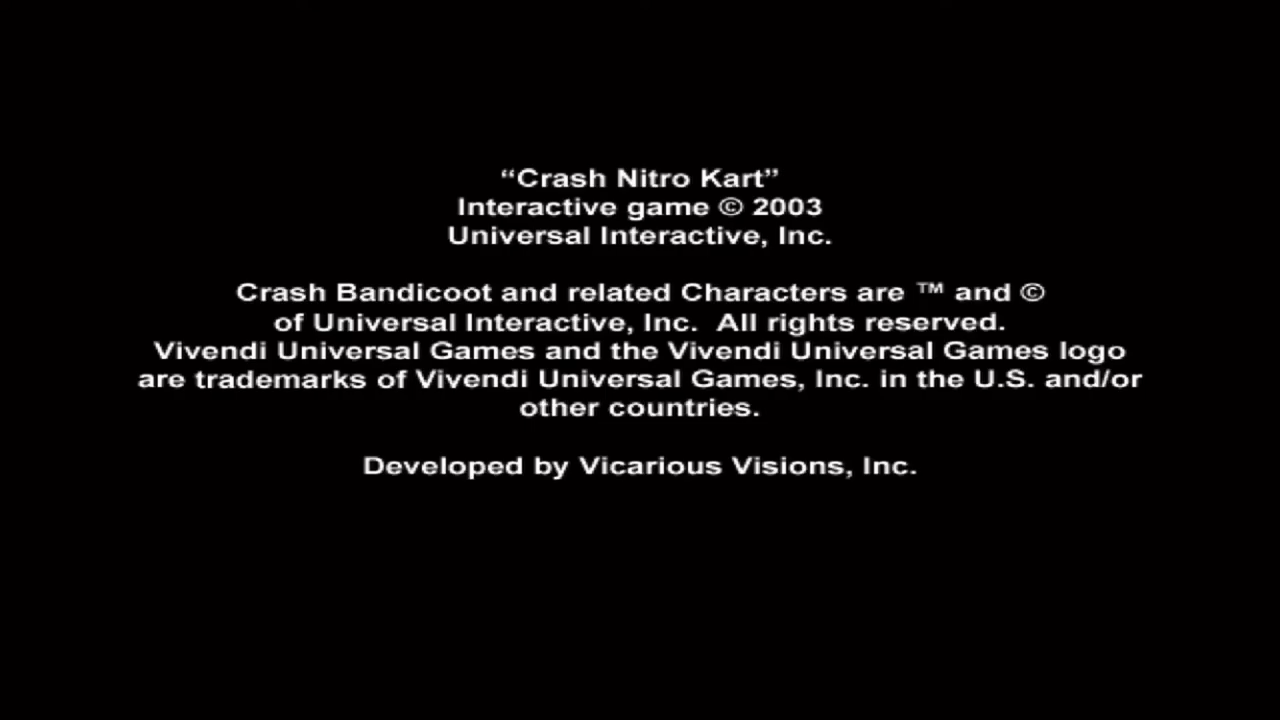 “Crash Nitro Kart”
Interactive game © 2003
Universal Interactive, Inc.
Crash Bandicoot and related Characters are ™ and ©
of Universal Interactive, Inc.  All rights reserved.
Vivendi Universal Games and the Vivendi Universal Games logo
are trademarks of Vivendi Universal Games, Inc. in the U.S. and/or
other countries.
Developed by Vicarious Visions, Inc.